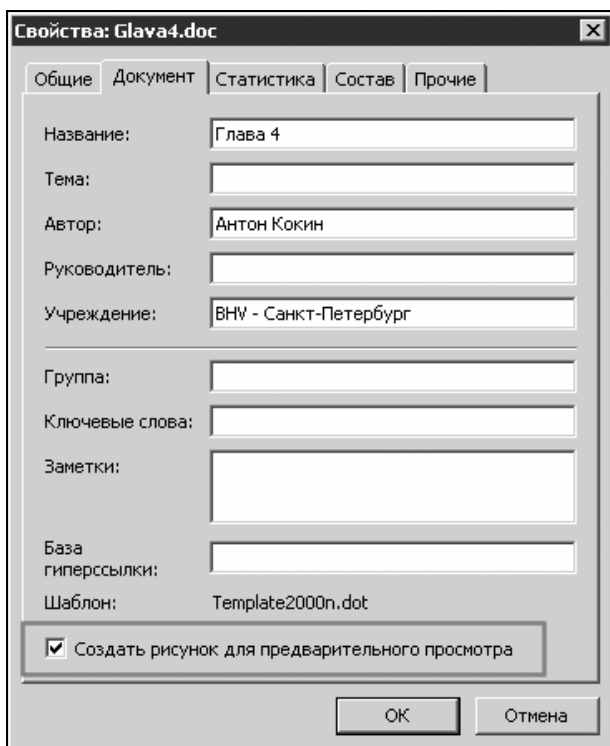 Свойства: Glava4.doc
Общие Документ Статистика Состав Прочие
Название: Глава 4
Тема:
Автор: Антон Кокин
Руководитель:
Учреждение: BHV - Санкт-Петербург
Группа:
Ключевые слова:
Заметки:
База
гиперссылки:
Шаблон: Template2000n.dot
Создать рисунок для предварительного просмотра
ОК Отмена